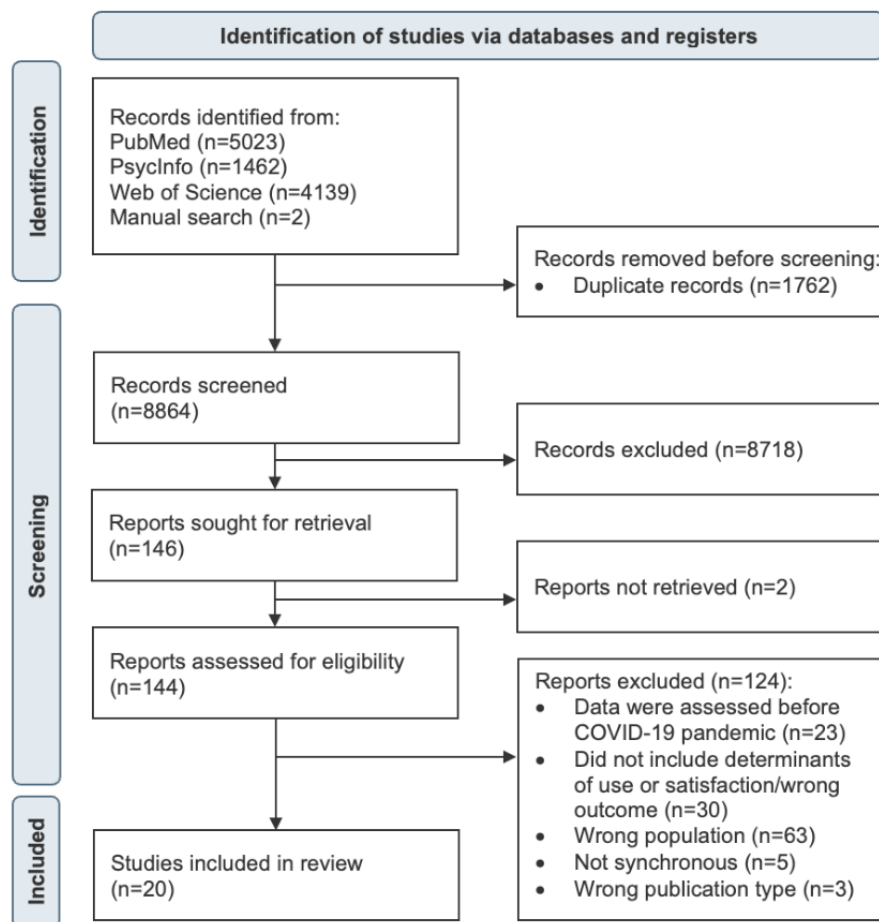 Identification of studies via databases and registers
Identification
Records identified from:
PubMed (n=5023)
PsycInfo (n=1462)
Web of Science (n=4139)
Manual search (n=2)
Records removed before screening:
• Duplicate records (n=1762)
Screening
Records screened
(n=8864)
Records excluded (n=8718)
Reports sought for retrieval
(n=146)
Reports not retrieved (n=2)
Reports assessed for eligibility
(n=144)
Reports excluded (n=124):
• Data were assessed before
COVID-19 pandemic (n=23)
• Did not include determinants
of use or satisfaction/wrong
outcome (n=30)
• Wrong population (n=63)
• Not synchronous (n=5)
• Wrong publication type (n=3)
Included
Studies included in review
(n=20)